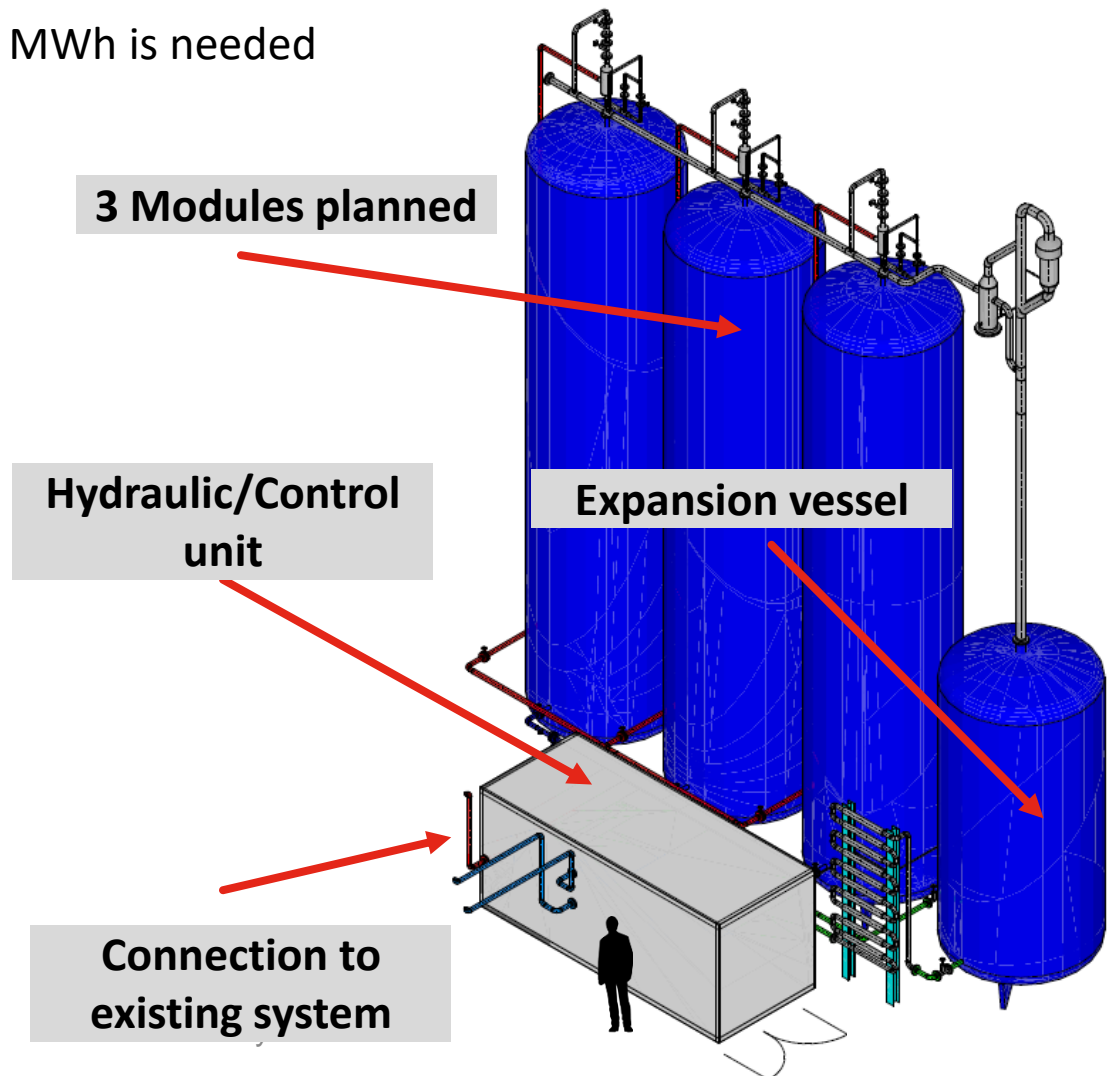 MWh is needed
3 Modules planned
Hydraulic/Control
unit
Expansion vessel
Connection to
existing system